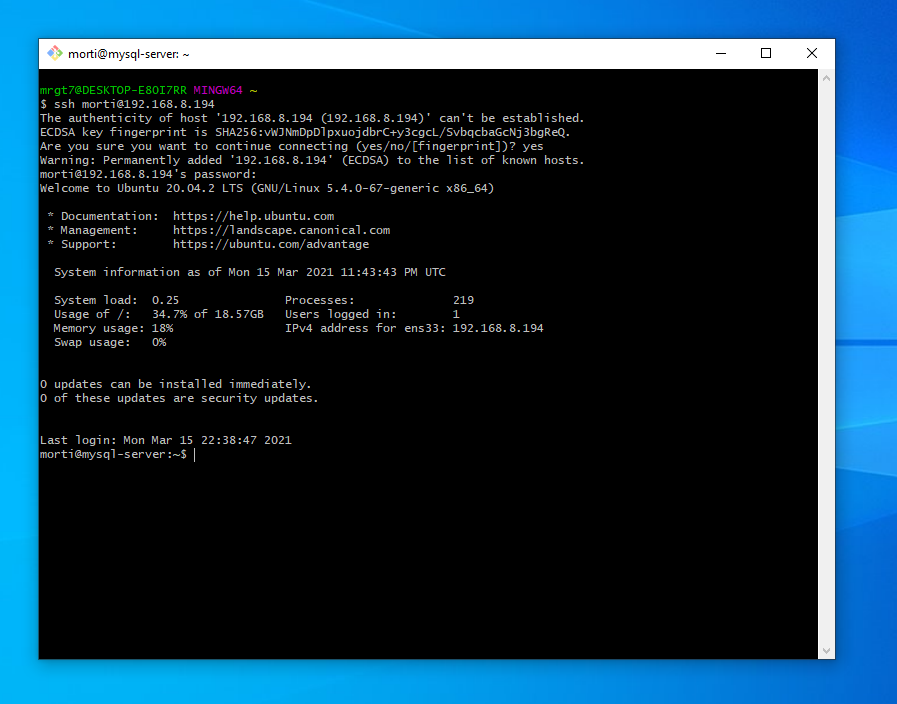 morti@mysql-server: ~
mrgt7@DESKTOP-E8OI7RR MINGW64 ~
$ ssh morti@192.168.8.194
The authenticity of host '192.168.8.194 (192.168.8.194)' can't be established.
ECDSA key fingerprint is SHA256:vWJNmDpDlpxuojdbrC+y3cgcL/SvbqcbaGcNj3bgReQ.
Are you sure you want to continue connecting (yes/no/[fingerprint])? yes
Warning: Permanently added '192.168.8.194' (ECDSA) to the list of known hosts.
morti@192.168.8.194's password:
Welcome to Ubuntu 20.04.2 LTS (GNU/Linux 5.4.0-67-generic x86_64)
* Documentation:  https://help.ubuntu.com
* Management:     https://landscape.canonical.com
* Support:        https://ubuntu.com/advantage
System information as of Mon 15 Mar 2021 11:43:43 PM UTC
System load:  0.25               Processes:              219
Usage of /:   34.7% of 18.57GB   Users logged in:        1
Memory usage: 18%                IPv4 address for ens33: 192.168.8.194
Swap usage:   0%
0 updates can be installed immediately.
0 of these updates are security updates.
Last login: Mon Mar 15 22:38:47 2021
morti@mysql-server:~$